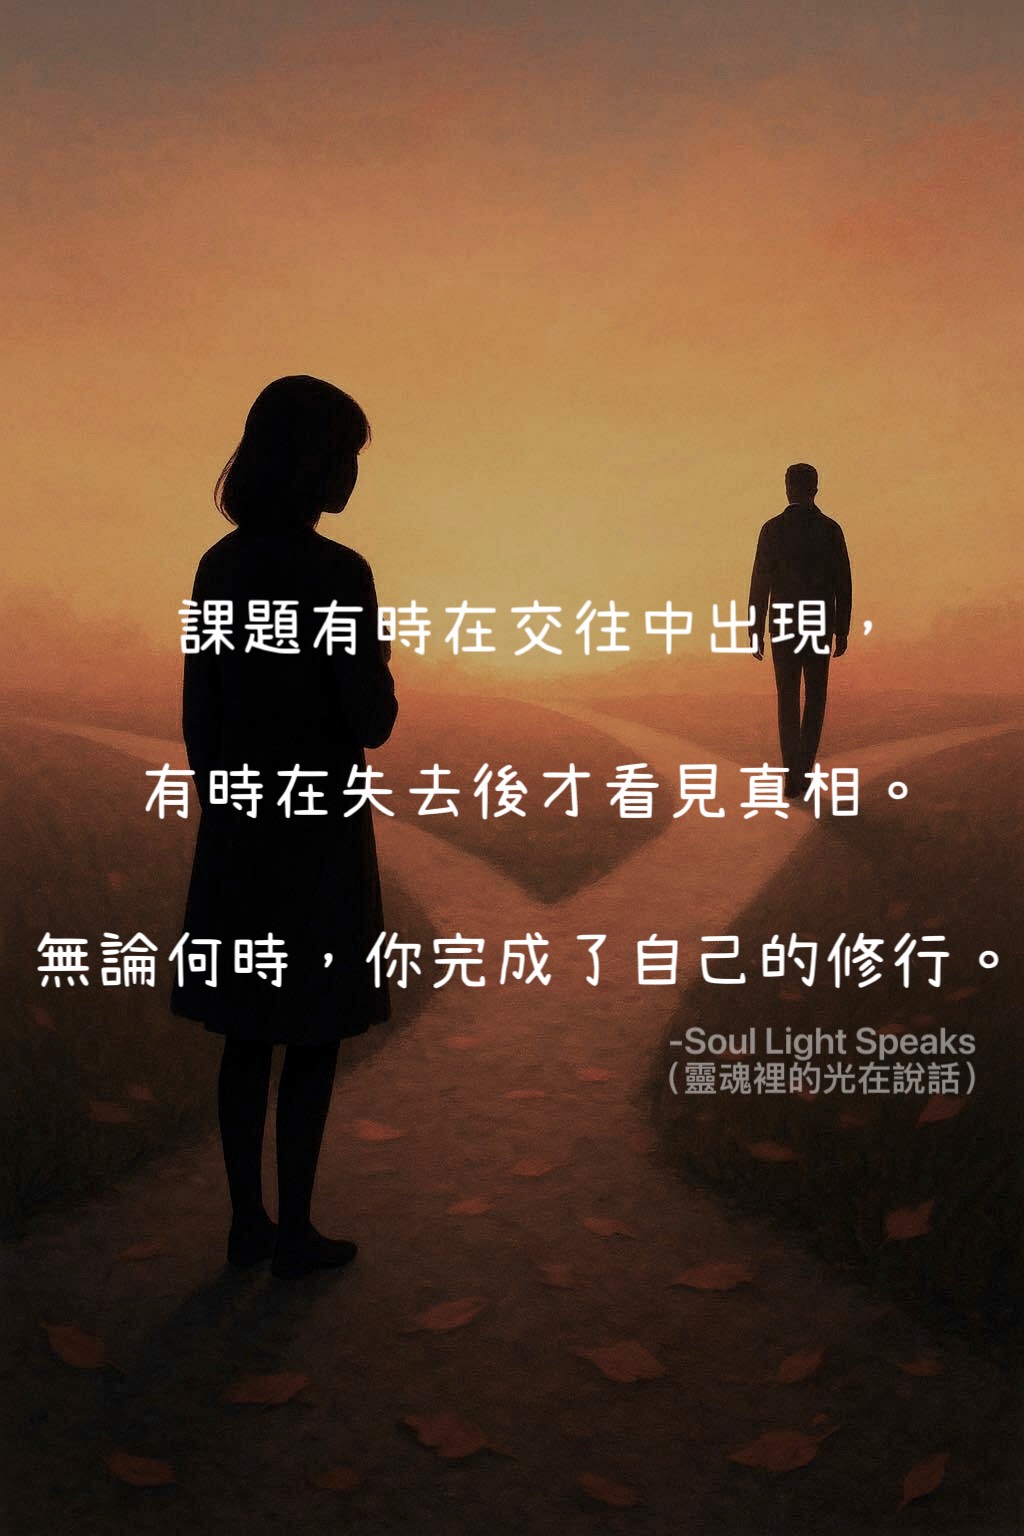 課題有時在交往中出現，
有時在失去後才看見真相。
無論何時，你完成了自己的修行。
-Soul Light Speaks
（靈魂裡的光在說話）